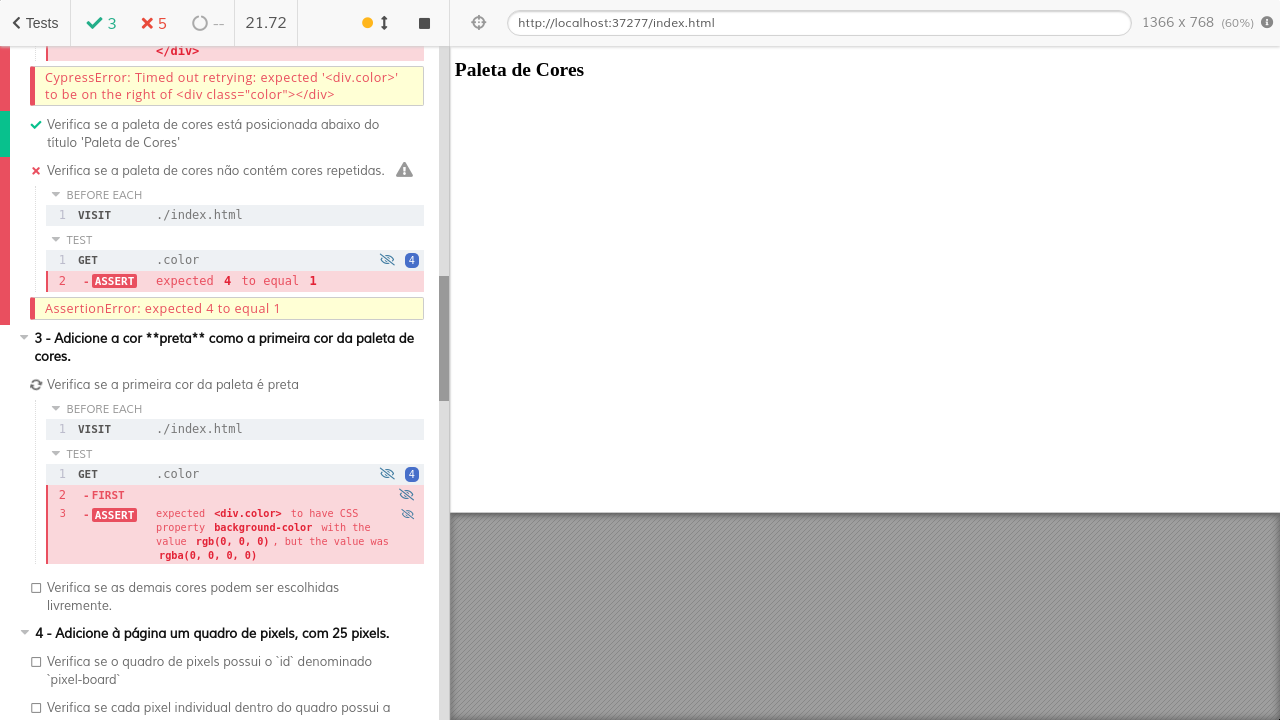 Tests
3
5
--
21.72
http://localhost:37277/index.html
1366 x 768 (60%)
</div>
CypressError: Timed out retrying: expected '<div.color>'
to be on the right of <div class="color"></div>
Verifica se a paleta de cores está posicionada abaixo do
título 'Paleta de Cores'
Verifica se a paleta de cores não contém cores repetidas.
BEFORE EACH
1 VISIT ./index.html
TEST
1 GET .color 4
2 - ASSERT expected 4 to equal 1
AssertionError: expected 4 to equal 1
3 - Adicione a cor **preta** como a primeira cor da paleta de
cores.
Verifica se a primeira cor da paleta é preta
BEFORE EACH
1 VISIT ./index.html
TEST
1 GET .color 4
2 - FIRST
3 - ASSERT expected <div.color> to have CSS
property background-color with the
value rgb(0, 0, 0), but the value was
rgba(0, 0, 0, 0)
Verifica se as demais cores podem ser escolhidas
livremente.
4 - Adicione à página um quadro de pixels, com 25 pixels.
Verifica se o quadro de pixels possui o `id` denominado
`pixel-board`
Verifica se cada pixel individual dentro do quadro possui a
Paleta de Cores